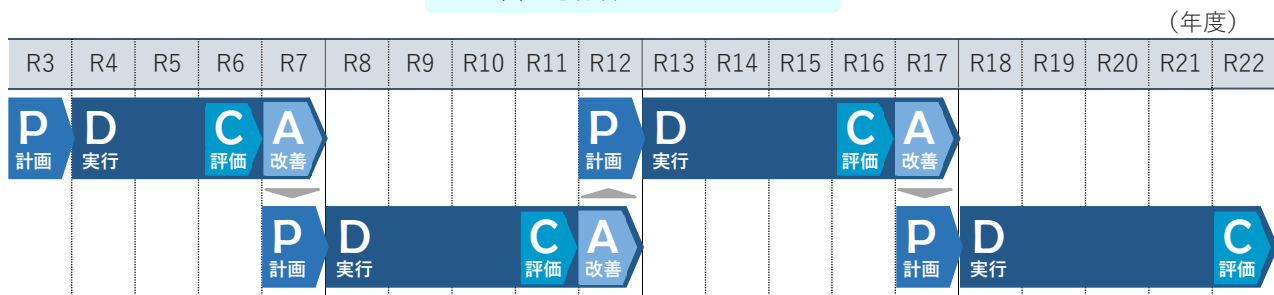 （年度）
R3 R4 R5 R6 R7 R8 R9 R10 R11 R12 R13 R14 R15 R16 R17 R18 R19 R20 R21 R22
P D C A P D C A
計画 実行 評価 改善 計画 実行 評価 改善
P D C A P D C
計画 実行 評価 改善 計画 実行 評価